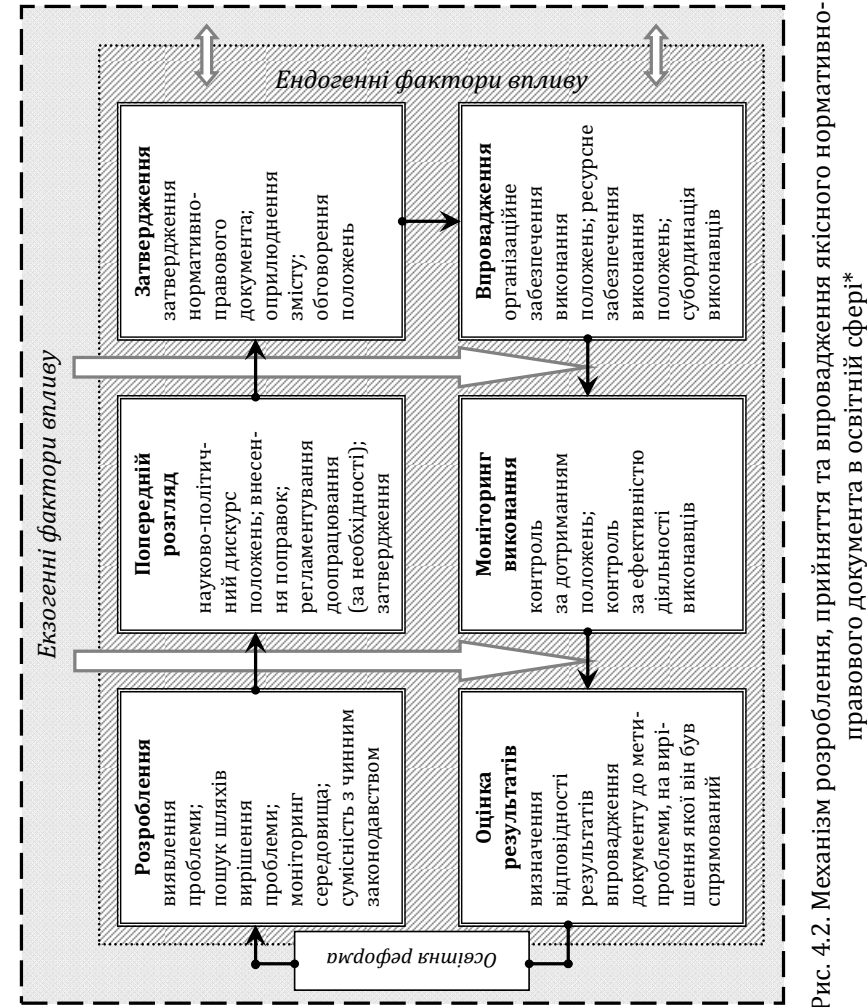 Екзогенні фактори впливу
Ендогенні фактори впливу
Освітня реформа
Розроблення
виявлення
проблеми;
пошук шляхів
вирішення
проблеми;
моніторинг
середовища;
сумісність з чинним
законодавством
Попередній
розгляд
науково-політич-
ний дискурс
положень; внесен-
ня поправок;
регламентування
доопрацювання
(за необхідності);
затвердження
Затвердження
затвердження
нормативно-
правового
документа;
оприлюднення
змісту;
обговорення
положень
Впровадження
організаційне
забезпечення
виконання
положень; ресурсне
забезпечення
виконання
положень;
субординація
виконавців
Моніторинг
виконання
контроль
за дотриманням
положень;
контроль
за ефективністю
діяльності
виконавців
Оцінка
результатів
визначення
відповідності
результатів
впровадження
документу до мети-
проблеми, на вирі-
шення якої він був
спрямований
Рис. 4.2. Механізм розроблення, прийняття та впровадження якісного нормативно-
правового документа в освітній сфері*